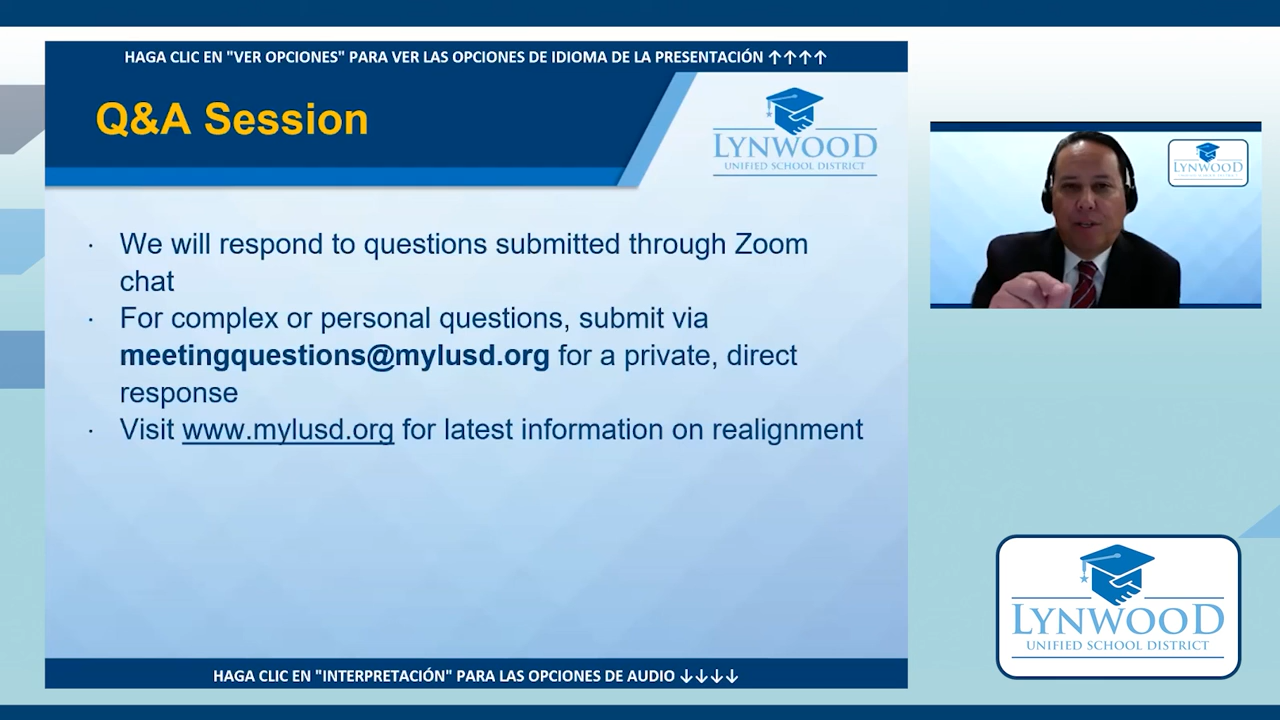 HAGA CLIC EN "VER OPCIONES" PARA VER LAS OPCIONES DE IDIOMA DE LA PRESENTACIÓN ↑↑↑↑
Q&A Session
LYNWOOD
UNIFIED SCHOOL DISTRICT
· We will respond to questions submitted through Zoom
chat
· For complex or personal questions, submit via
meetingquestions@mylusd.org for a private, direct
response
· Visit www.mylusd.org for latest information on realignment
HAGA CLIC EN "INTERPRETACIÓN" PARA LAS OPCIONES DE AUDIO ↓↓↓↓
LYNWOOD
LYNWOOD
UNIFIED SCHOOL DISTRICT